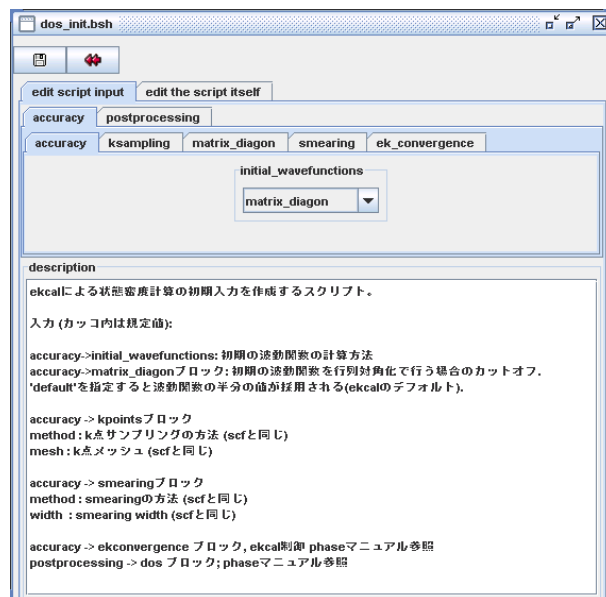 dos_init.bsh
edit script input
edit the script itself
accuracy
postprocessing
accuracy
ksampling
matrix_diagon
smearing
ek_convergence
initial_wavefunctions
matrix_diagon
description
ekcalによる状態密度計算の初期入力を作成するスクリプト。
入力 (カッコ内は規定値):
accuracy->initial_wavefunctions: 初期の波動関数の計算方法
accuracy->matrix_diagonブロック: 初期の波動関数を行列対角化で行う場合のカットオフ.
'default'を指定すると波動関数の半分の値が採用される(ekcalのデフォルト).
accuracy -> kpointsブロック
method : k点サンプリングの方法 (scfと同じ)
mesh : k点メッシュ (scfと同じ)
accuracy -> smearingブロック
method : smearingの方法 (scfと同じ)
width : smearing width (scfと同じ)
accuracy -> ekconvergence ブロック, ekcal制御 phaseマニュアル参照
postprocessing -> dos ブロック; phaseマニュアル参照